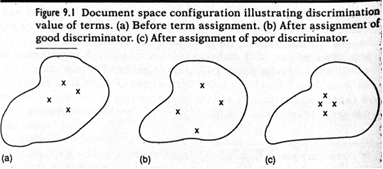 Figure 9.1 Document space configuration illustrating discrimination
value of terms. (a) Before term assignment. (b) After assignment of
good discriminator. (c) After assignment of poor discriminator.
x x x x
x x x x
x x x x
(a) (b) (c)